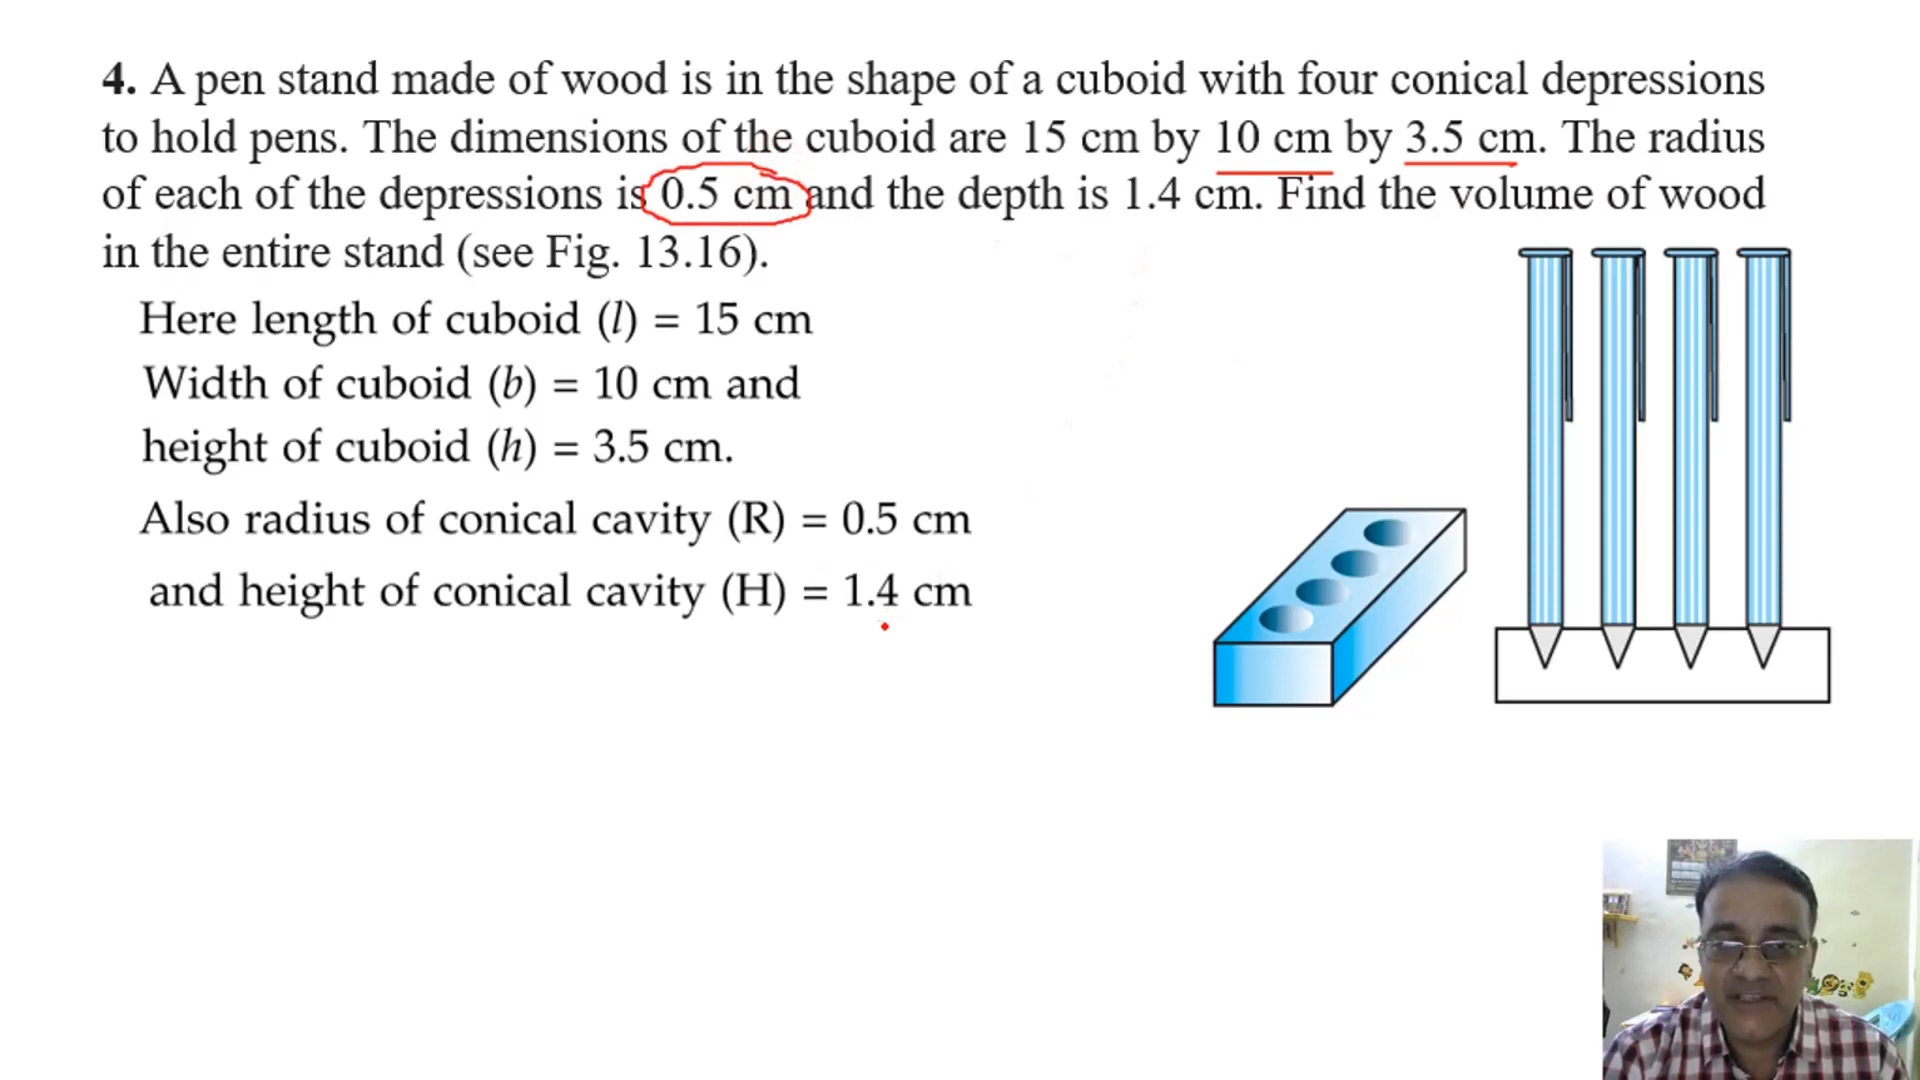 4. A pen stand made of wood is in the shape of a cuboid with four conical depressions
to hold pens. The dimensions of the cuboid are 15 cm by 10 cm by 3.5 cm. The radius
of each of the depressions is 0.5 cm and the depth is 1.4 cm. Find the volume of wood
in the entire stand (see Fig. 13.16).
Here length of cuboid (l) = 15 cm
Width of cuboid (b) = 10 cm and
height of cuboid (h) = 3.5 cm.
Also radius of conical cavity (R) = 0.5 cm
and height of conical cavity (H) = 1.4 cm